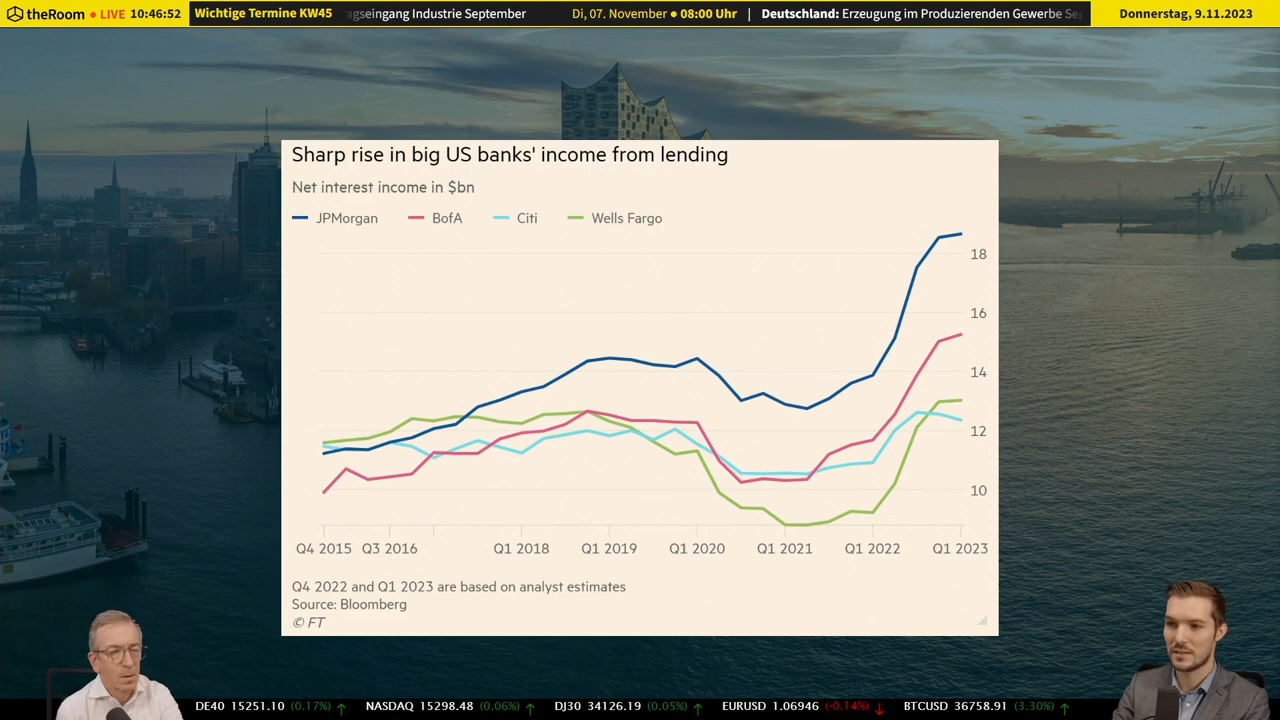 theRoom • LIVE 10:46:52
Wichtige Termine KW45
agseingang Industrie September
Di, 07. November • 08:00 Uhr | Deutschland: Erzeugung im Produzierenden Gewerbe Se
Donnerstag, 9.11.2023
Sharp rise in big US banks' income from lending
Net interest income in $bn
JPMorgan BofA Citi Wells Fargo
18
16
14
12
10
Q4 2015 Q3 2016 Q1 2018 Q1 2019 Q1 2020 Q1 2021 Q1 2022 Q1 2023
Q4 2022 and Q1 2023 are based on analyst estimates
Source: Bloomberg
© FT
DE40 15251.10 (0.17%) ↑ NASDAQ 15298.48 (0.06%) ↑ DJ30 34126.19 (0.05%) ↑ EURUSD 1.06946 (-0.14%) ↓ BTCUSD 36758.91 (3.30%) ↑